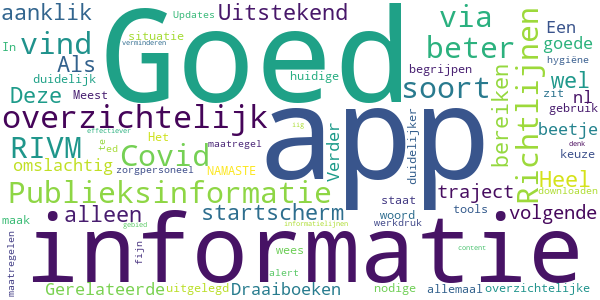 aanklik
Updates
Uitstekend
Goed
via
Een
In
vind
situatie
verminderen
beter
goede
Als
hygiëne
duidelijk
huidige
begrijpen
wel
Deze
Meest
soort
zit
nl
gebruik
overzichtelijk
app
bereiken
Richtlijnen
beetje
effectiever
lig
duidelijker
RIVM
te
ed
Het
maatregel
denk
keuze
Covid
Verder
omslachtig
zorgpersoneel
NAMASTE
Heel
Publieksinformatie
staat
traject
downloaden
maak
alleen
startscherm
woord
tools
volgende
gebied
informatielijnen
werkdruk
informatie
maatregelen
fijn
wees
content
alert
Gerelateerde
uitgelegd
Draaiboeken
nodige
allemaal
overzichtelijke